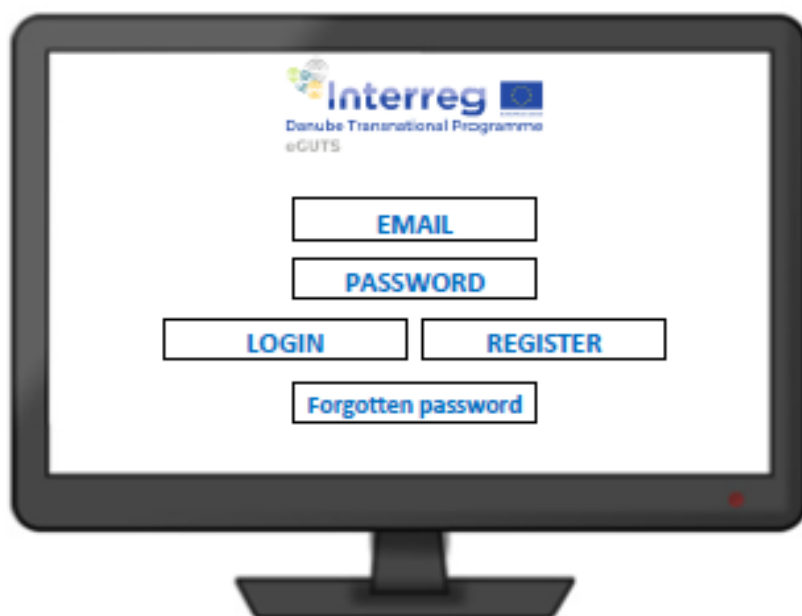 Interreg
Danube Transnational Programme
eGUTS
EMAIL
PASSWORD
LOGIN REGISTER
Forgotten password